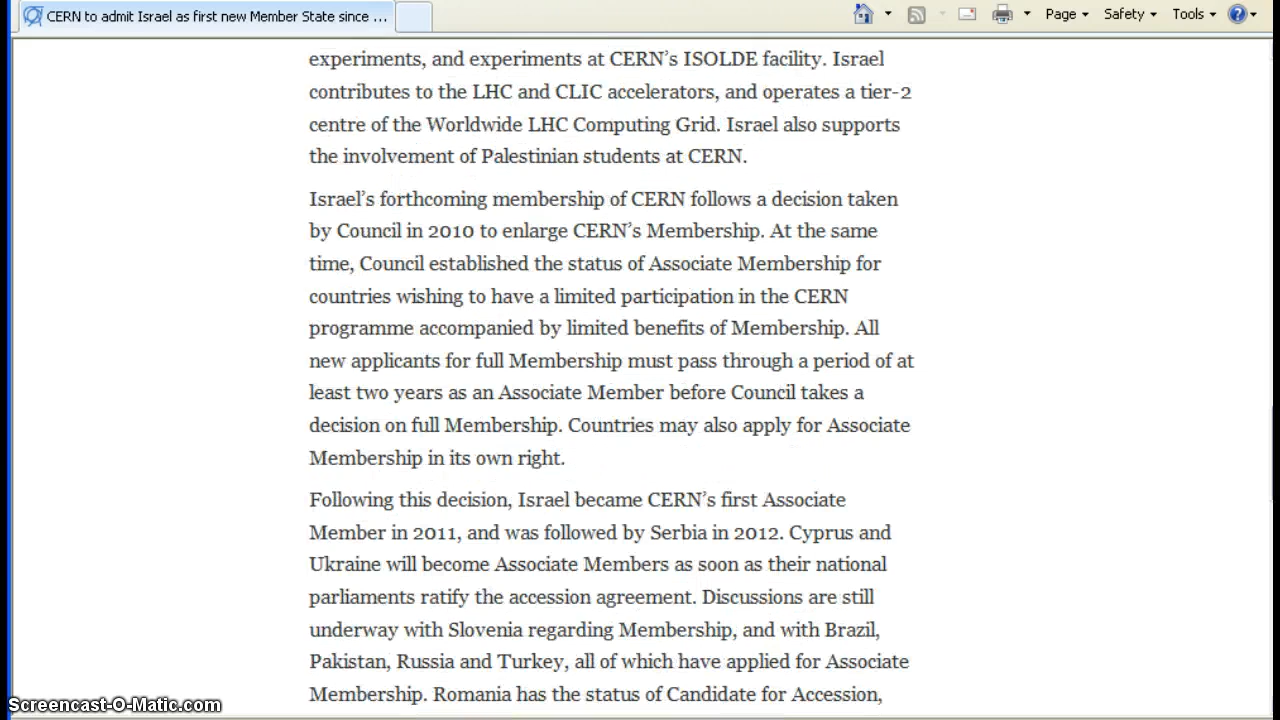 CERN to admit Israel as first new Member State since ...
Page
Safety
Tools
experiments, and experiments at CERN’s ISOLDE facility. Israel
contributes to the LHC and CLIC accelerators, and operates a tier-2
centre of the Worldwide LHC Computing Grid. Israel also supports
the involvement of Palestinian students at CERN.
Israel’s forthcoming membership of CERN follows a decision taken
by Council in 2010 to enlarge CERN’s Membership. At the same
time, Council established the status of Associate Membership for
countries wishing to have a limited participation in the CERN
programme accompanied by limited benefits of Membership. All
new applicants for full Membership must pass through a period of at
least two years as an Associate Member before Council takes a
decision on full Membership. Countries may also apply for Associate
Membership in its own right.
Following this decision, Israel became CERN’s first Associate
Member in 2011, and was followed by Serbia in 2012. Cyprus and
Ukraine will become Associate Members as soon as their national
parliaments ratify the accession agreement. Discussions are still
underway with Slovenia regarding Membership, and with Brazil,
Pakistan, Russia and Turkey, all of which have applied for Associate
Membership. Romania has the status of Candidate for Accession,
Screencast-O-Matic.com